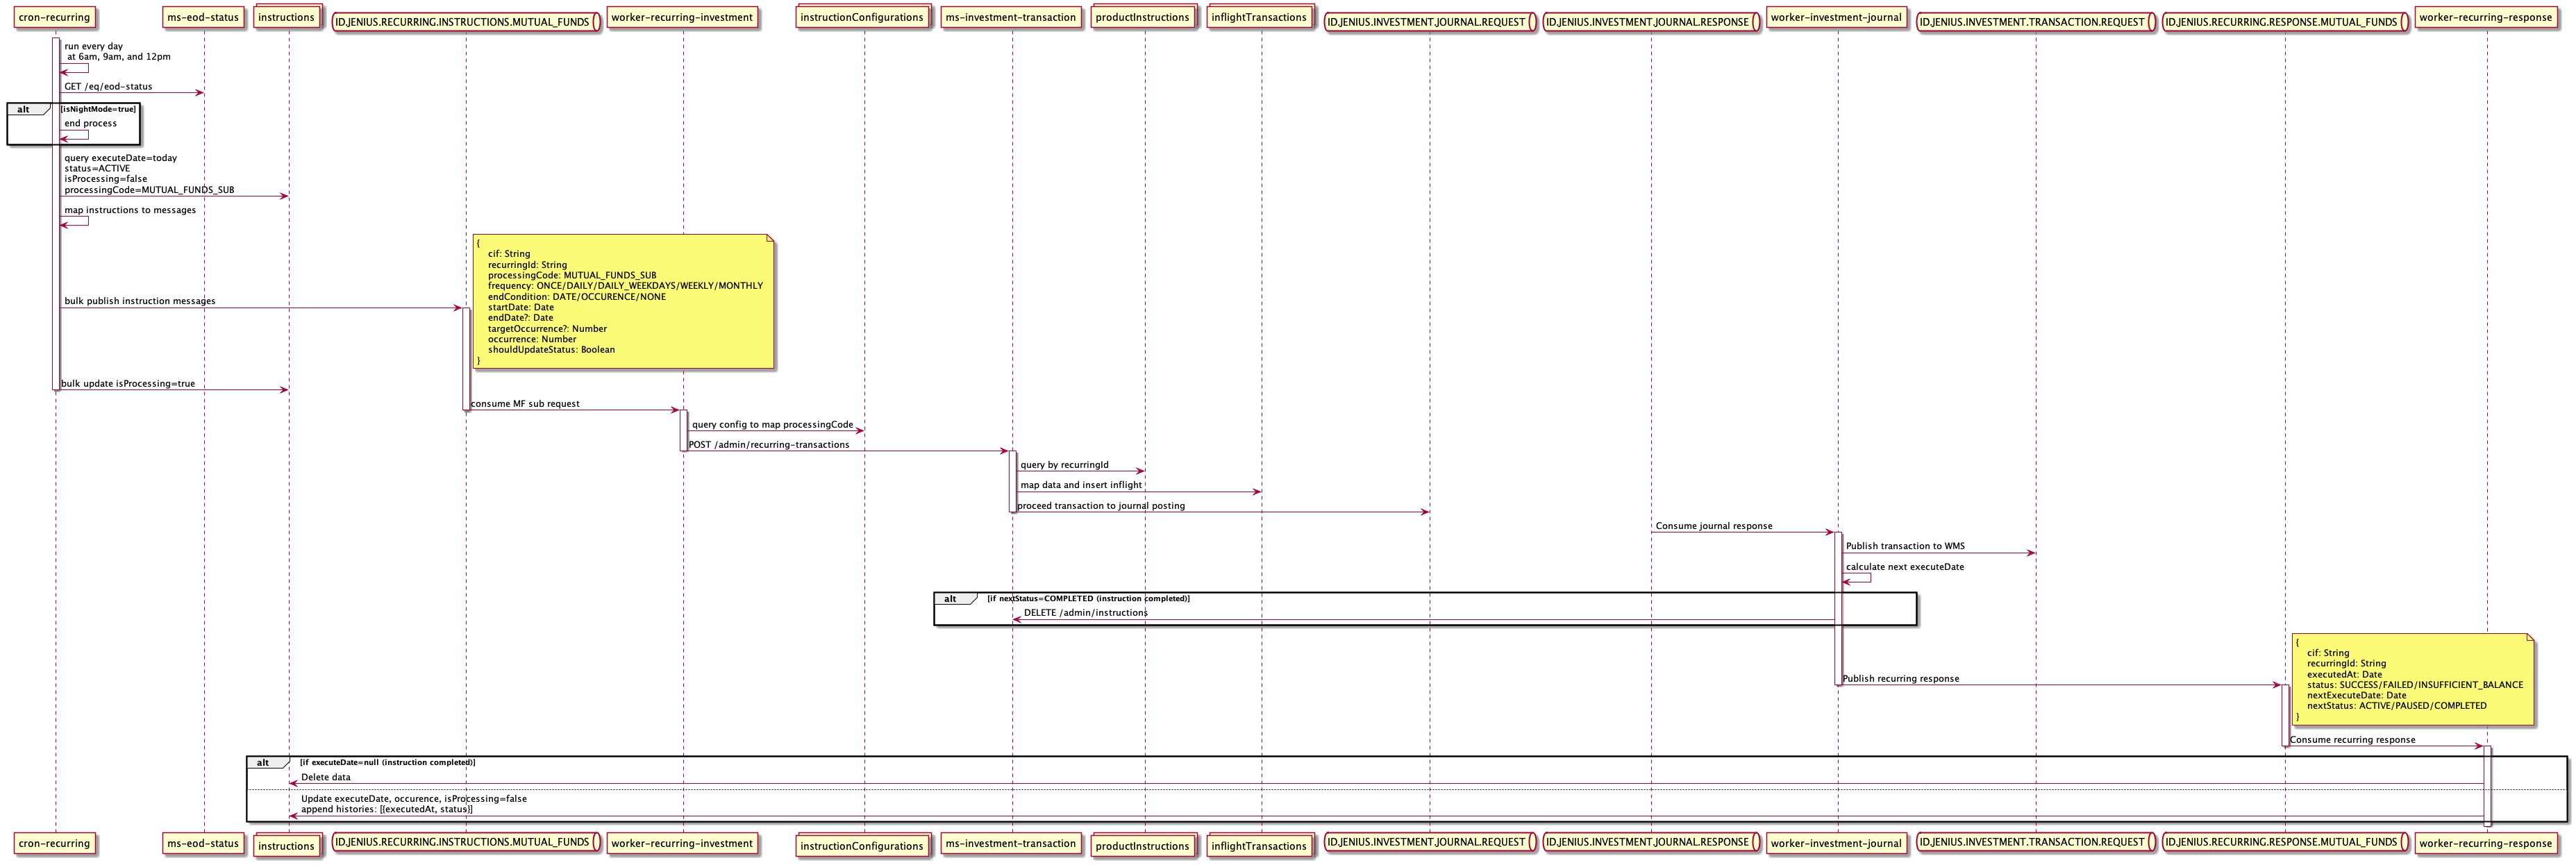 cron-recurring
ms-eod-status
instructions
ID.JENIUS.RECURRING.INSTRUCTIONS.MUTUAL_FUNDS
worker-recurring-investment
instructionConfigurations
ms-investment-transaction
productInstructions
inflightTransactions
ID.JENIUS.INVESTMENT.JOURNAL.REQUEST
ID.JENIUS.INVESTMENT.JOURNAL.RESPONSE
worker-investment-journal
ID.JENIUS.INVESTMENT.TRANSACTION.REQUEST
ID.JENIUS.RECURRING.RESPONSE.MUTUAL_FUNDS
worker-recurring-response
run every day
at 6am, 9am, and 12pm
GET /eq/eod-status
alt
[isNightMode=true]
end process
query executeDate=today
status=ACTIVE
isProcessing=false
processingCode=MUTUAL_FUNDS_SUB
map instructions to messages
{
cif: String
recurringId: String
processingCode: MUTUAL_FUNDS_SUB
frequency: ONCE/DAILY/DAILY_WEEKDAYS/WEEKLY/MONTHLY
endCondition: DATE/OCCURENCE/NONE
startDate: Date
endDate?: Date
targetOccurrence?: Number
occurrence: Number
shouldUpdateStatus: Boolean
}
bulk publish instruction messages
bulk update isProcessing=true
consume MF sub request
query config to map processingCode
POST /admin/recurring-transactions
query by recurringId
map data and insert inflight
proceed transaction to journal posting
Consume journal response
Publish transaction to WMS
calculate next executeDate
alt
[if nextStatus=COMPLETED (instruction completed)]
DELETE /admin/instructions
{
cif: String
recurringId: String
executedAt: Date
status: SUCCESS/FAILED/INSUFFICIENT_BALANCE
nextExecuteDate: Date
nextStatus: ACTIVE/PAUSED/COMPLETED
}
Publish recurring response
Consume recurring response
alt
[if executeDate=null (instruction completed)]
Delete data
Update executeDate, occurence, isProcessing=false
append histories: [{executedAt, status}]
cron-recurring
ms-eod-status
instructions
ID.JENIUS.RECURRING.INSTRUCTIONS.MUTUAL_FUNDS
worker-recurring-investment
instructionConfigurations
ms-investment-transaction
productInstructions
inflightTransactions
ID.JENIUS.INVESTMENT.JOURNAL.REQUEST
ID.JENIUS.INVESTMENT.JOURNAL.RESPONSE
worker-investment-journal
ID.JENIUS.INVESTMENT.TRANSACTION.REQUEST
ID.JENIUS.RECURRING.RESPONSE.MUTUAL_FUNDS
worker-recurring-response